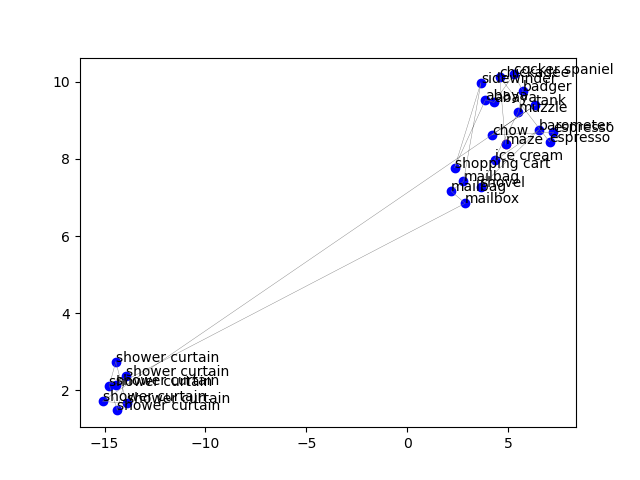 cocker spaniel
chickadee
sidewinder
badger
abaya
abaya
tank
muzzle
barometer
espresso
chow
espresso
maze
ice cream
shopping cart
mailbag
shovel
mailbag
mailbox
shower curtain
shower curtain
shower curtain
shower curtain
shower curtain
shower curtain
shower curtain
10
8
6
4
2
−15
−10
−5
0
5